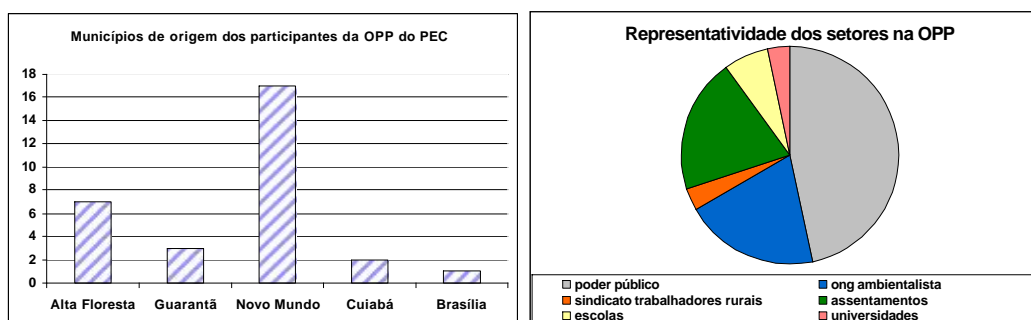 Municípios de origem dos participantes da OPP do PEC
18
16
14
12
10
8
6
4
2
0
Alta Floresta Guarantã Novo Mundo Cuiabá Brasília
Representatividade dos setores na OPP
poder público ong ambientalista
sindicato trabalhadores rurais assentamentos
escolas universidades